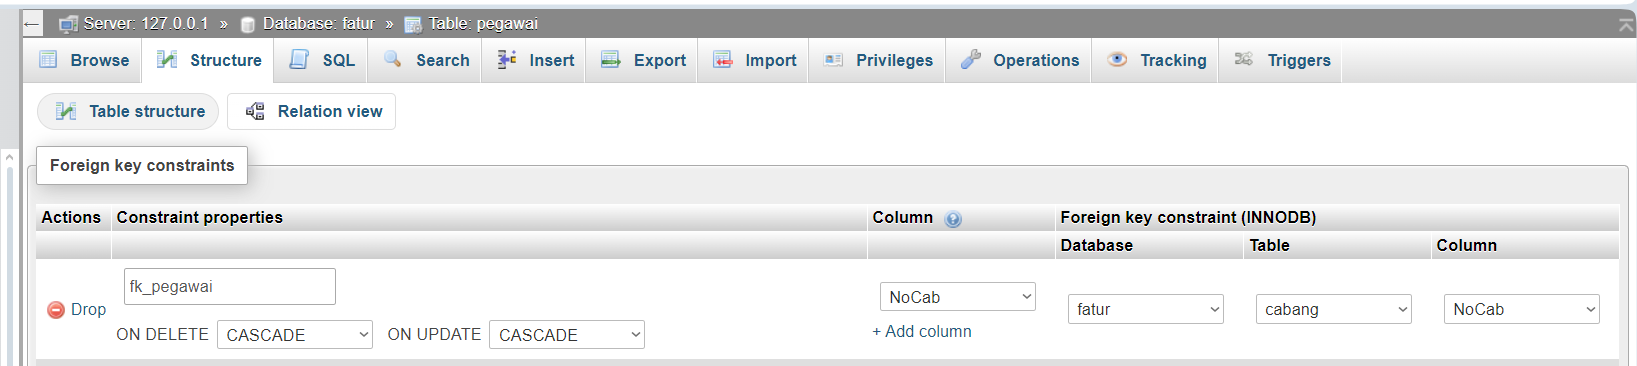 Server: 127.0.0.1 » Database: fatur » Table: pegawai
Browse Structure SQL Search Insert Export Import Privileges Operations Tracking Triggers
Table structure Relation view
Foreign key constraints
Actions Constraint properties Column Foreign key constraint (INNODB)
Database Table Column
fk_pegawai
Drop NoCab fatur cabang NoCab
ON DELETE CASCADE ON UPDATE CASCADE + Add column